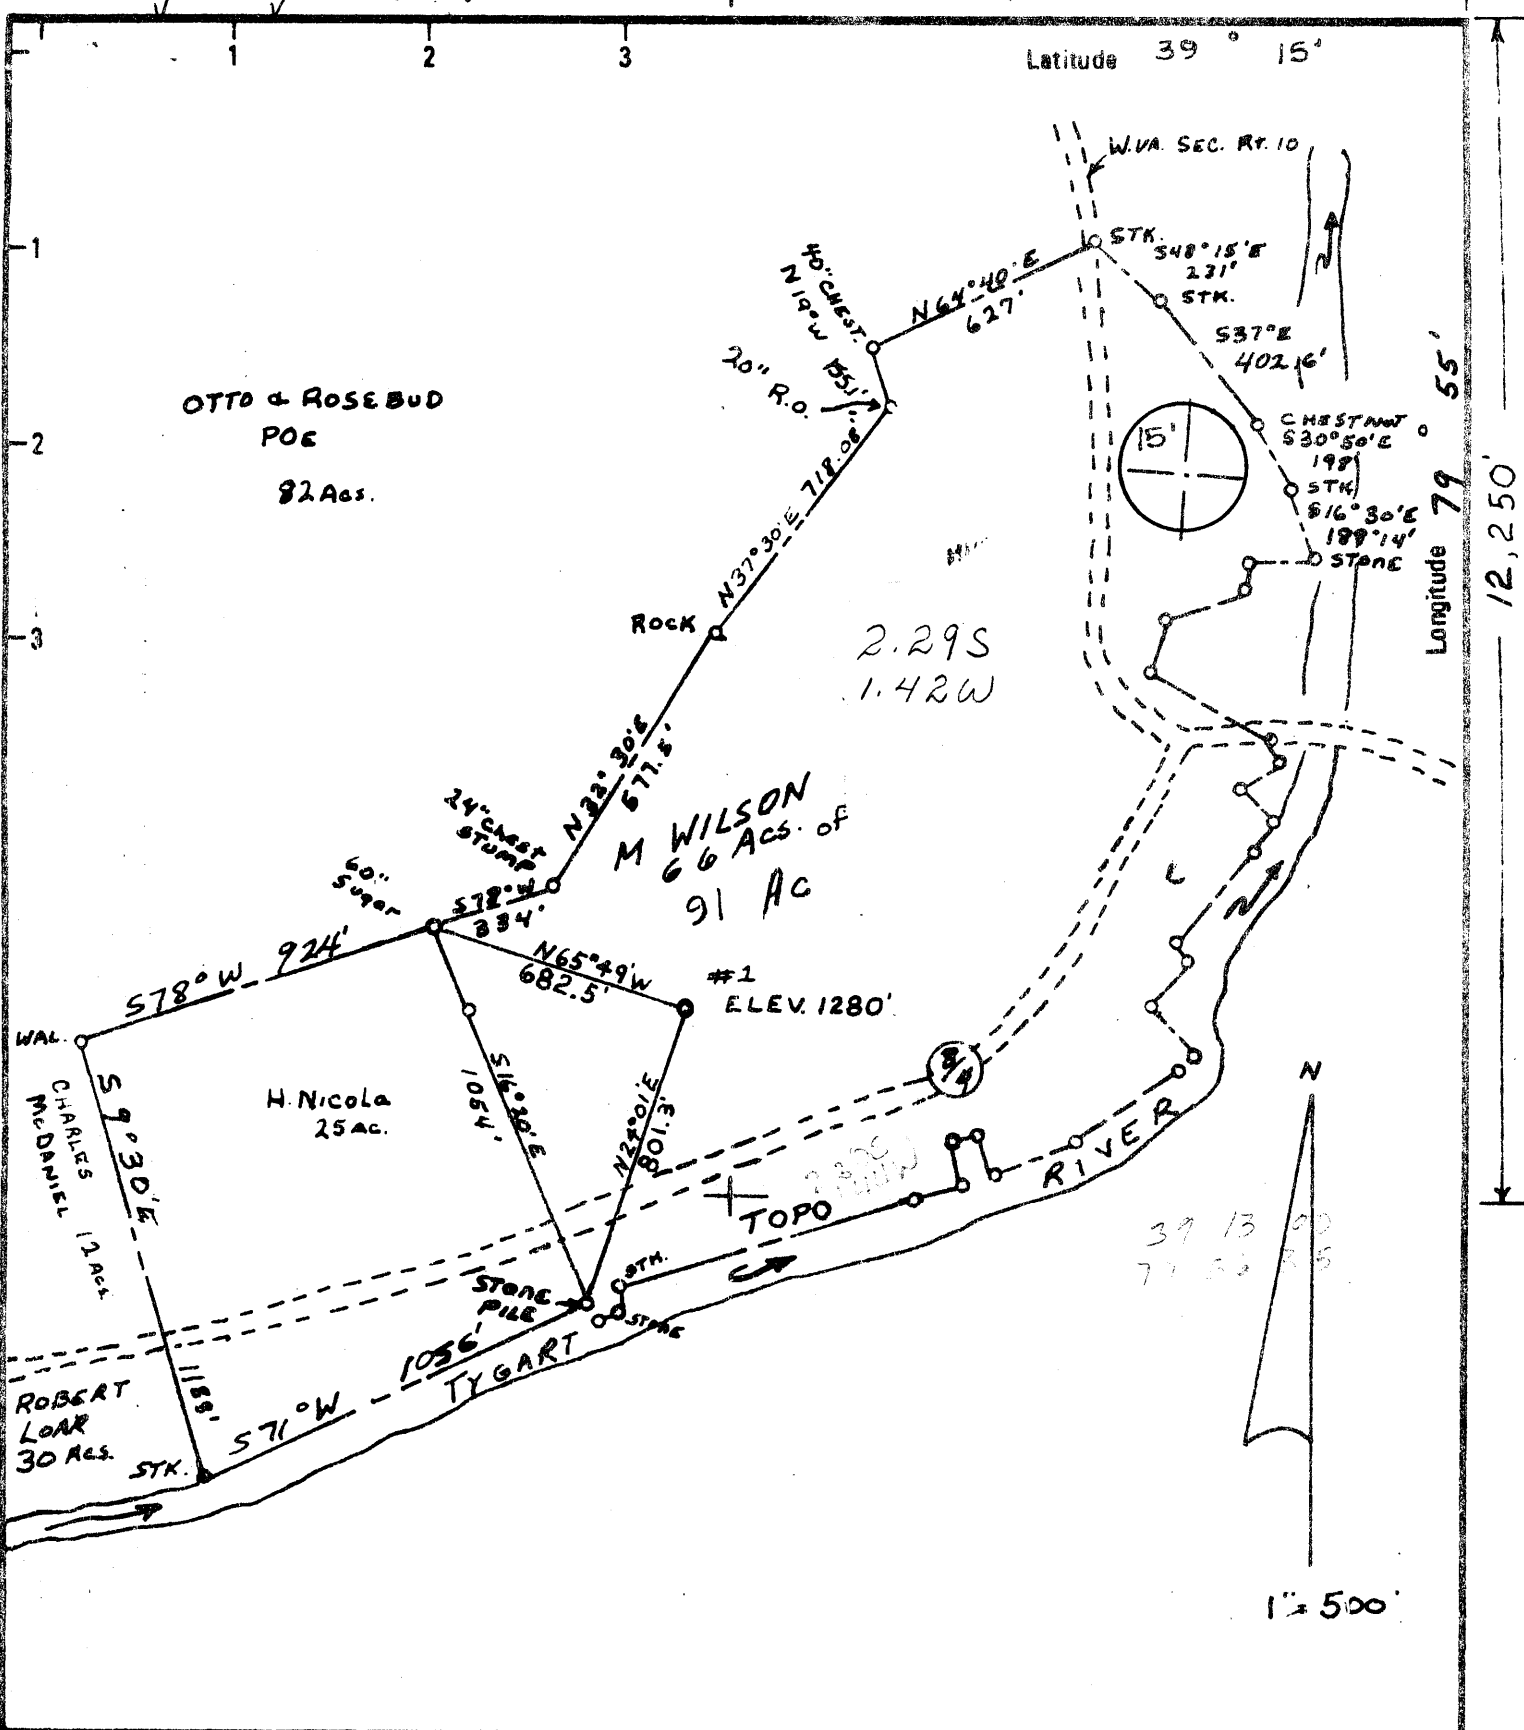 1 2 3
Latitude 39° 15'
W.VA. SEC. RT. 10
1
STK.
S48°15'E
231'
STK.
40" CHEST.
N19°W 155.1'
N64°40'E
627'
20"
R.O.
S37°E
402.6'
Longitude 79° 55'
12,250'
OTTO & ROSEBUD
POE
82 Acs.
2
15'
CHESTNUT
S30°50'E
198'
STK
S16°30'E
189°14'
STONE
N37°30'E 718.08'
ROCK
3
2.29S
1.42W
N32°30'E
577.5'
24" CHEST
STUMP
M WILSON
66 Acs. of
91 Ac
60"
Sugar
S78°W
334'
S78°W 924'
N65°49'W
682.5'
#1
ELEV. 1280'
WAL.
CHARLES
McDANIEL 12 Acs
S9°30'E
1188'
H. Nicola
25 AC.
S16°20'E
1054'
N24°01'E
801.3'
8/4
N
TOPO
TYGART RIVER
39 13 00
STK.
STONE
PILE
STONE
S71°W 1056'
ROBERT
LOAR
30 Acs.
STK.
1"=500'